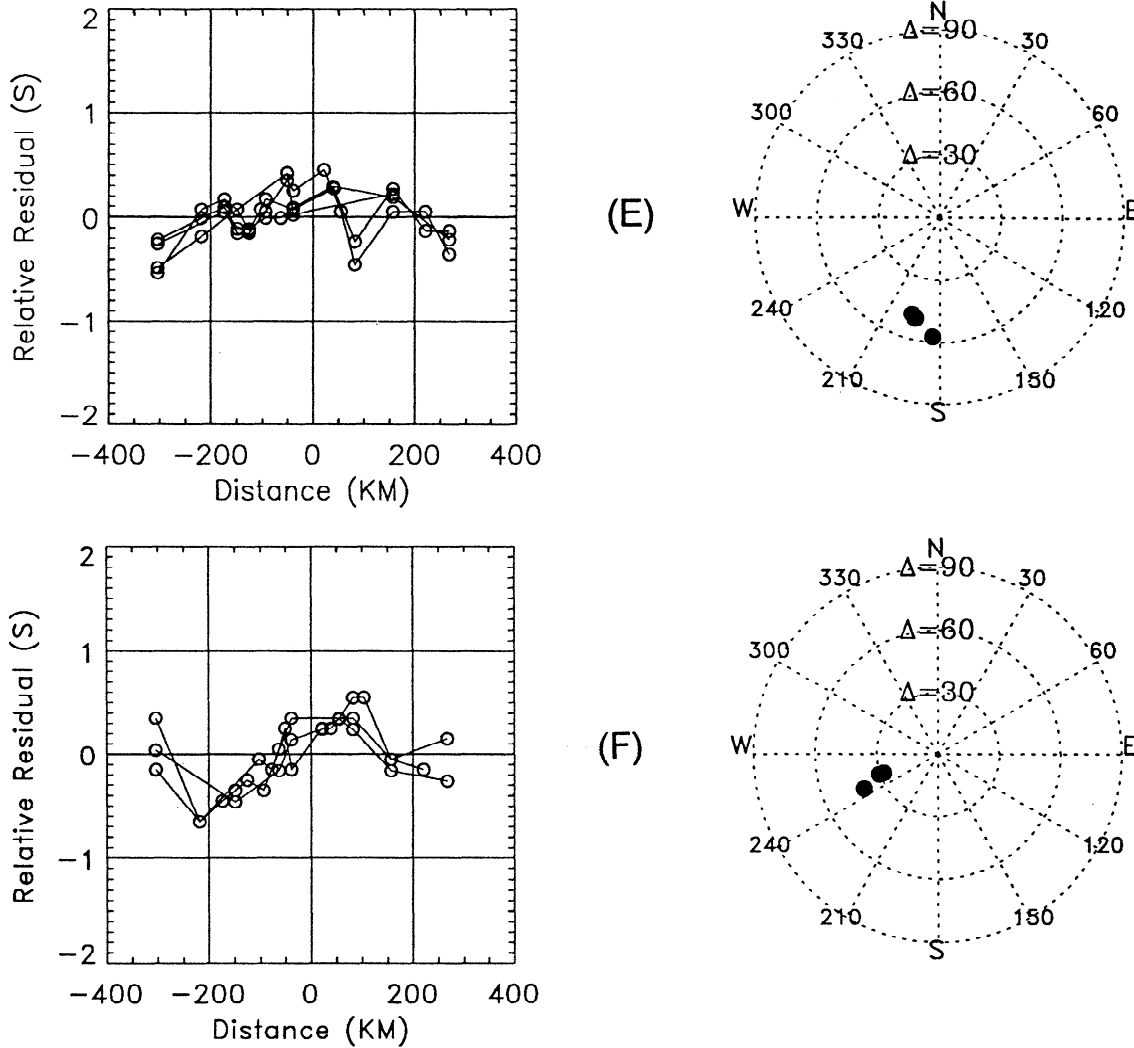 2
1
0
−1
−2
Relative Residual (S)
−400 −200 0 200 400
Distance (KM)
(E)
N
Δ=90
Δ=60
Δ=30
30
60
E
120
150
S
210
240
W
300
330
2
1
0
−1
−2
Relative Residual (S)
−400 −200 0 200 400
Distance (KM)
(F)
N
Δ=90
Δ=60
Δ=30
30
60
E
120
150
S
210
240
W
300
330